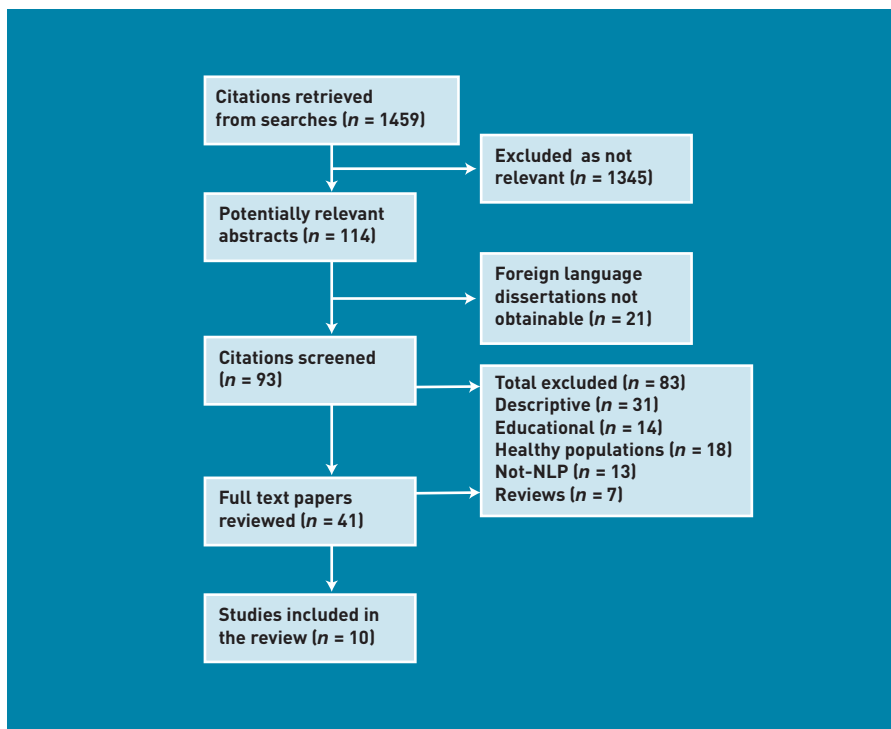 Citations retrieved
from searches (n = 1459)
Excluded as not
relevant (n = 1345)
Potentially relevant
abstracts (n = 114)
Foreign language
dissertations not
obtainable (n = 21)
Citations screened
(n = 93)
Total excluded (n = 83)
Descriptive (n = 31)
Educational (n = 14)
Healthy populations (n = 18)
Not-NLP (n = 13)
Reviews (n = 7)
Full text papers
reviewed (n = 41)
Studies included in
the review (n = 10)